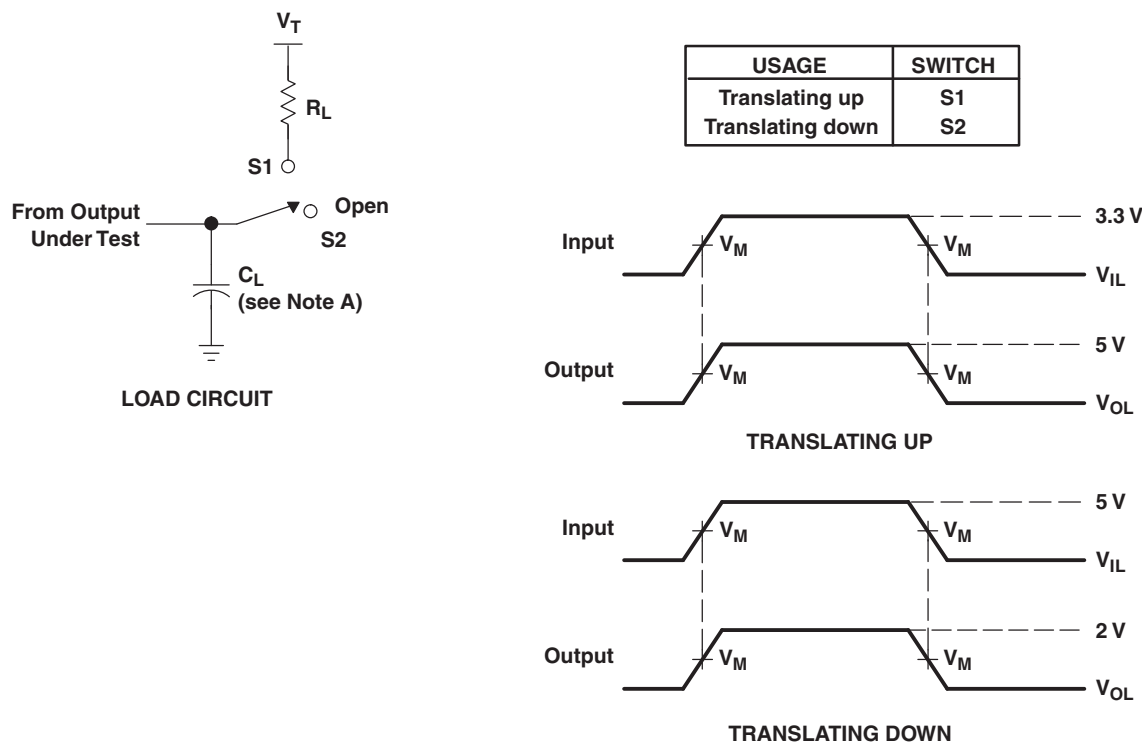 V_T
R_L
S1
From Output
Under Test
Open
S2
C_L
(see Note A)
LOAD CIRCUIT
USAGE SWITCH
Translating up S1
Translating down S2
3.3 V
Input V_M V_M
V_IL
5 V
Output V_M V_M
V_OL
TRANSLATING UP
5 V
Input V_M V_M
V_IL
2 V
Output V_M V_M
V_OL
TRANSLATING DOWN